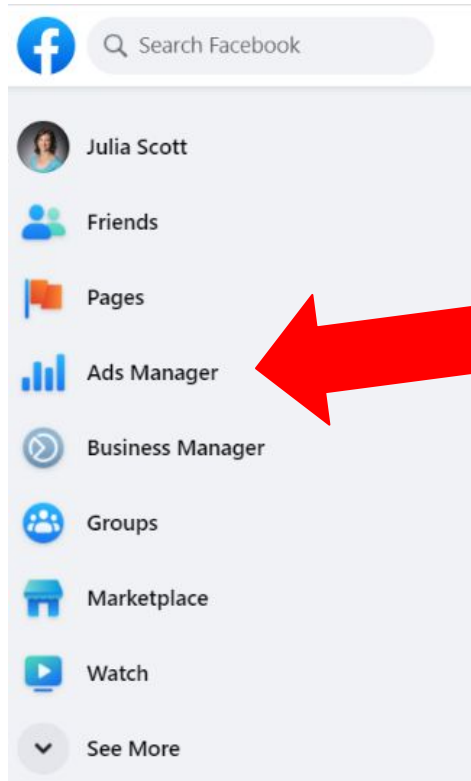 Search Facebook
Julia Scott
Friends
Pages
Ads Manager
Business Manager
Groups
Marketplace
Watch
See More